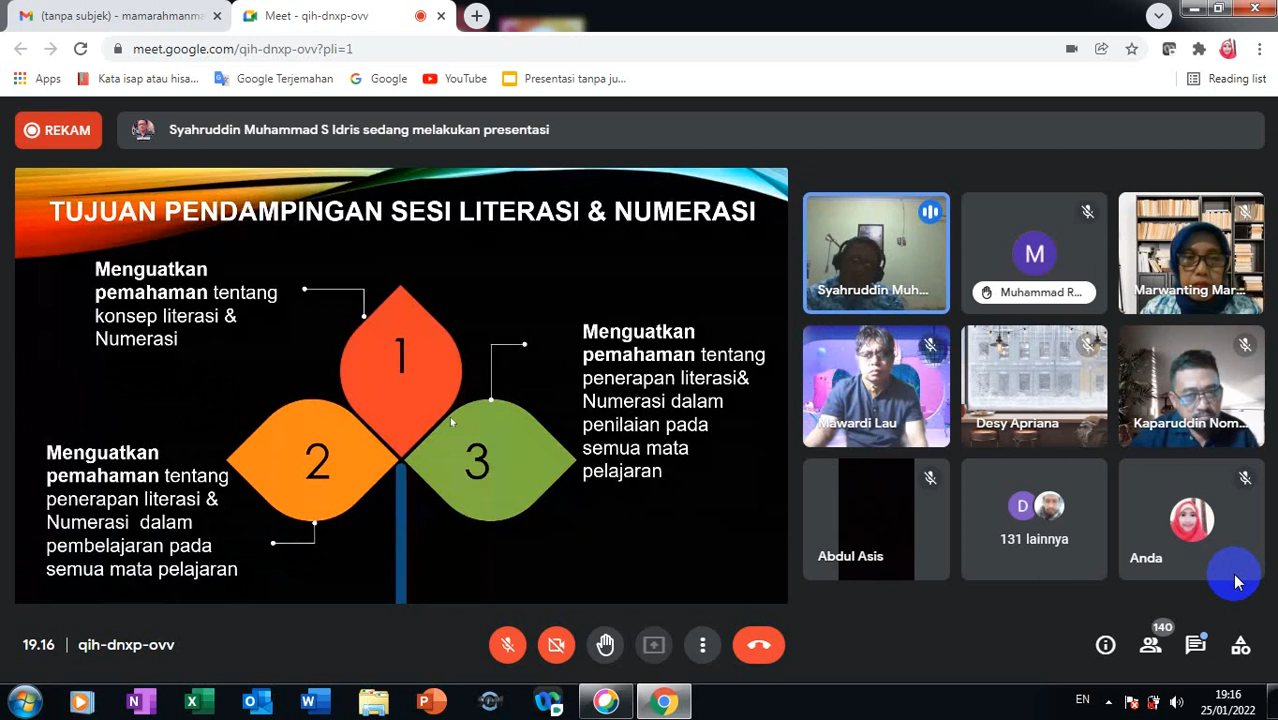 (tanpa subjek) - mamarahmanma
Meet - qih-dnxp-ovv
meet.google.com/qih-dnxp-ovv?pli=1
Apps
Kata isap atau hisa...
Google Terjemahan
Google
YouTube
Presentasi tanpa ju...
Reading list
REKAM
Syahruddin Muhammad S Idris sedang melakukan presentasi
TUJUAN PENDAMPINGAN SESI LITERASI & NUMERASI
Menguatkan
pemahaman tentang
konsep literasi &
Numerasi
1
Menguatkan
pemahaman tentang
penerapan literasi &
Numerasi dalam
pembelajaran pada
semua mata pelajaran
2
3
Menguatkan
pemahaman tentang
penerapan literasi&
Numerasi dalam
penilaian pada
semua mata
pelajaran
Syahruddin Muh...
M
Muhammad R...
Marwanting Mar...
Mawardi Lau
Desy Apriana
Kaparuddin Nom...
Abdul Asis
D
131 lainnya
Anda
19.16 | qih-dnxp-ovv
140
EN
19:16
25/01/2022